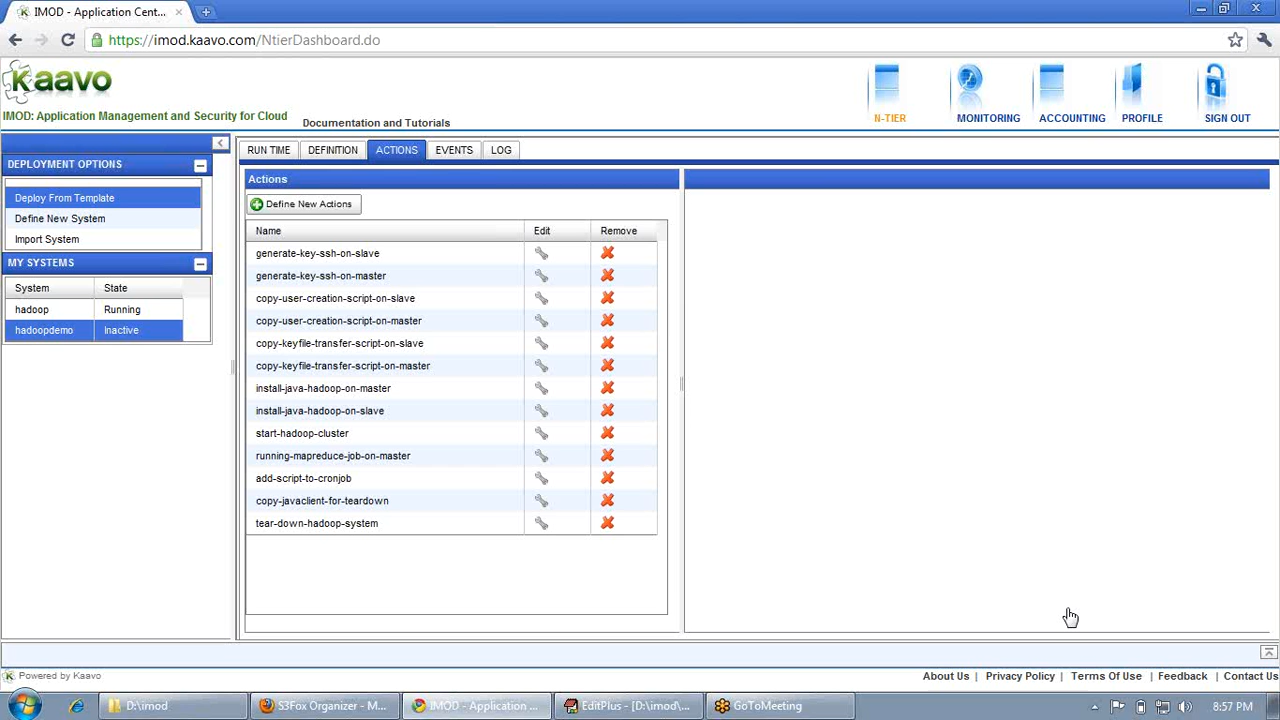 IMOD - Application Cent...
https://imod.kaavo.com/NtierDashboard.do
kaavo
IMOD: Application Management and Security for Cloud
Documentation and Tutorials
N-TIER
MONITORING
ACCOUNTING
PROFILE
SIGN OUT
DEPLOYMENT OPTIONS
Deploy From Template
Define New System
Import System
MY SYSTEMS
System State
hadoop Running
hadoopdemo Inactive
RUN TIME DEFINITION ACTIONS EVENTS LOG
Actions
Define New Actions
Name Edit Remove
generate-key-ssh-on-slave
generate-key-ssh-on-master
copy-user-creation-script-on-slave
copy-user-creation-script-on-master
copy-keyfile-transfer-script-on-slave
copy-keyfile-transfer-script-on-master
install-java-hadoop-on-master
install-java-hadoop-on-slave
start-hadoop-cluster
running-mapreduce-job-on-master
add-script-to-cronjob
copy-javaclient-for-teardown
tear-down-hadoop-system
Powered by Kaavo
About Us | Privacy Policy | Terms Of Use | Feedback | Contact Us
D:\imod
S3Fox Organizer - M...
IMOD - Application ...
EditPlus - [D:\imod\...
GoToMeeting
8:57 PM